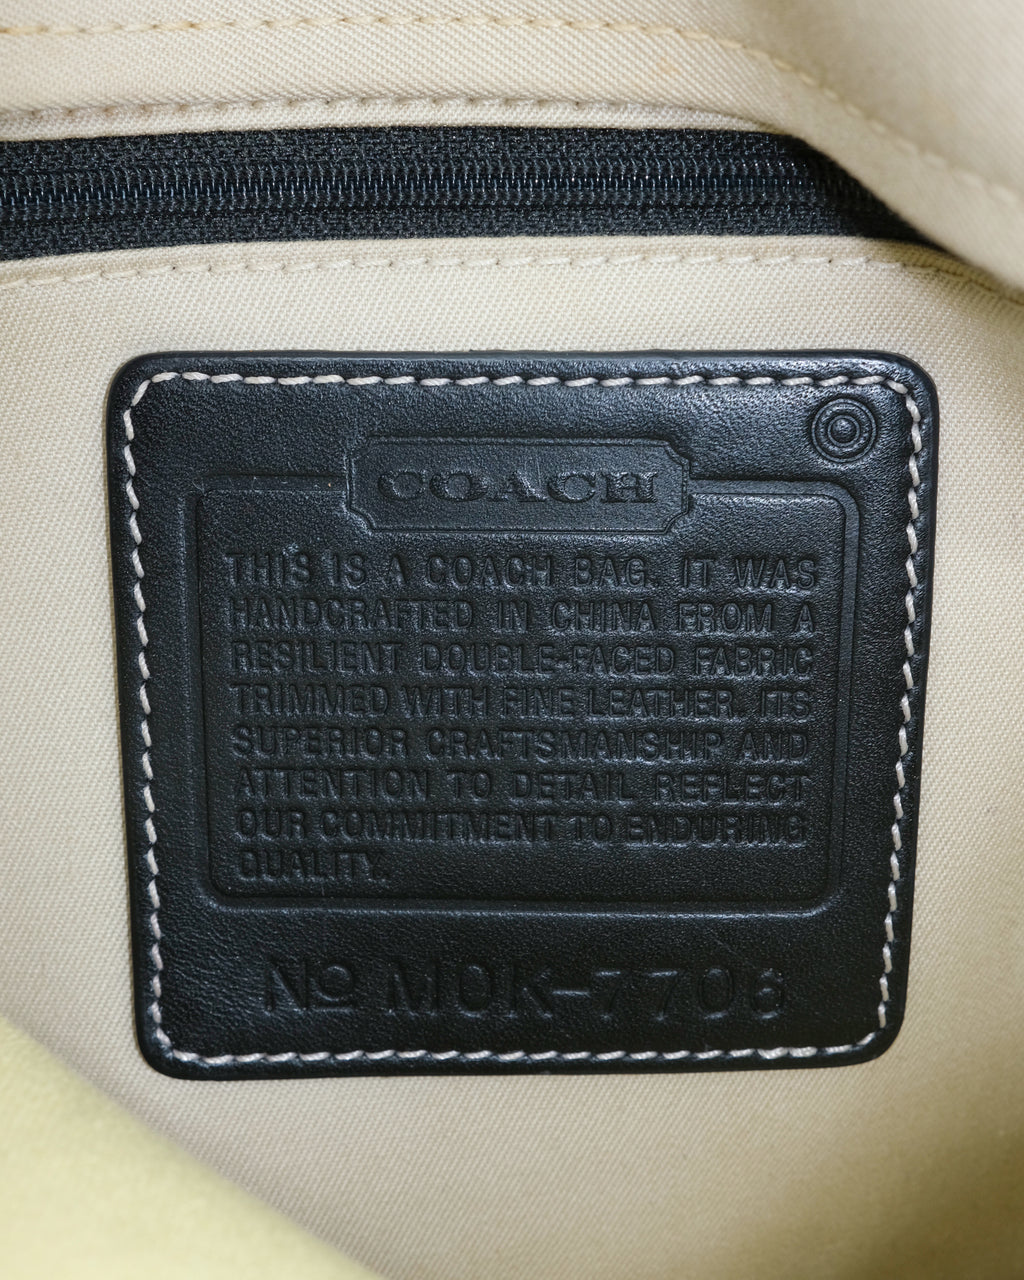 COACH
THIS IS A COACH BAG. IT WAS
HANDCRAFTED IN CHINA FROM A
RESILIENT DOUBLE-FACED FABRIC
TRIMMED WITH FINE LEATHER. ITS
SUPERIOR CRAFTSMANSHIP AND
ATTENTION TO DETAIL REFLECT
OUR COMMITMENT TO ENDURING
QUALITY.
Nº M0K-7706